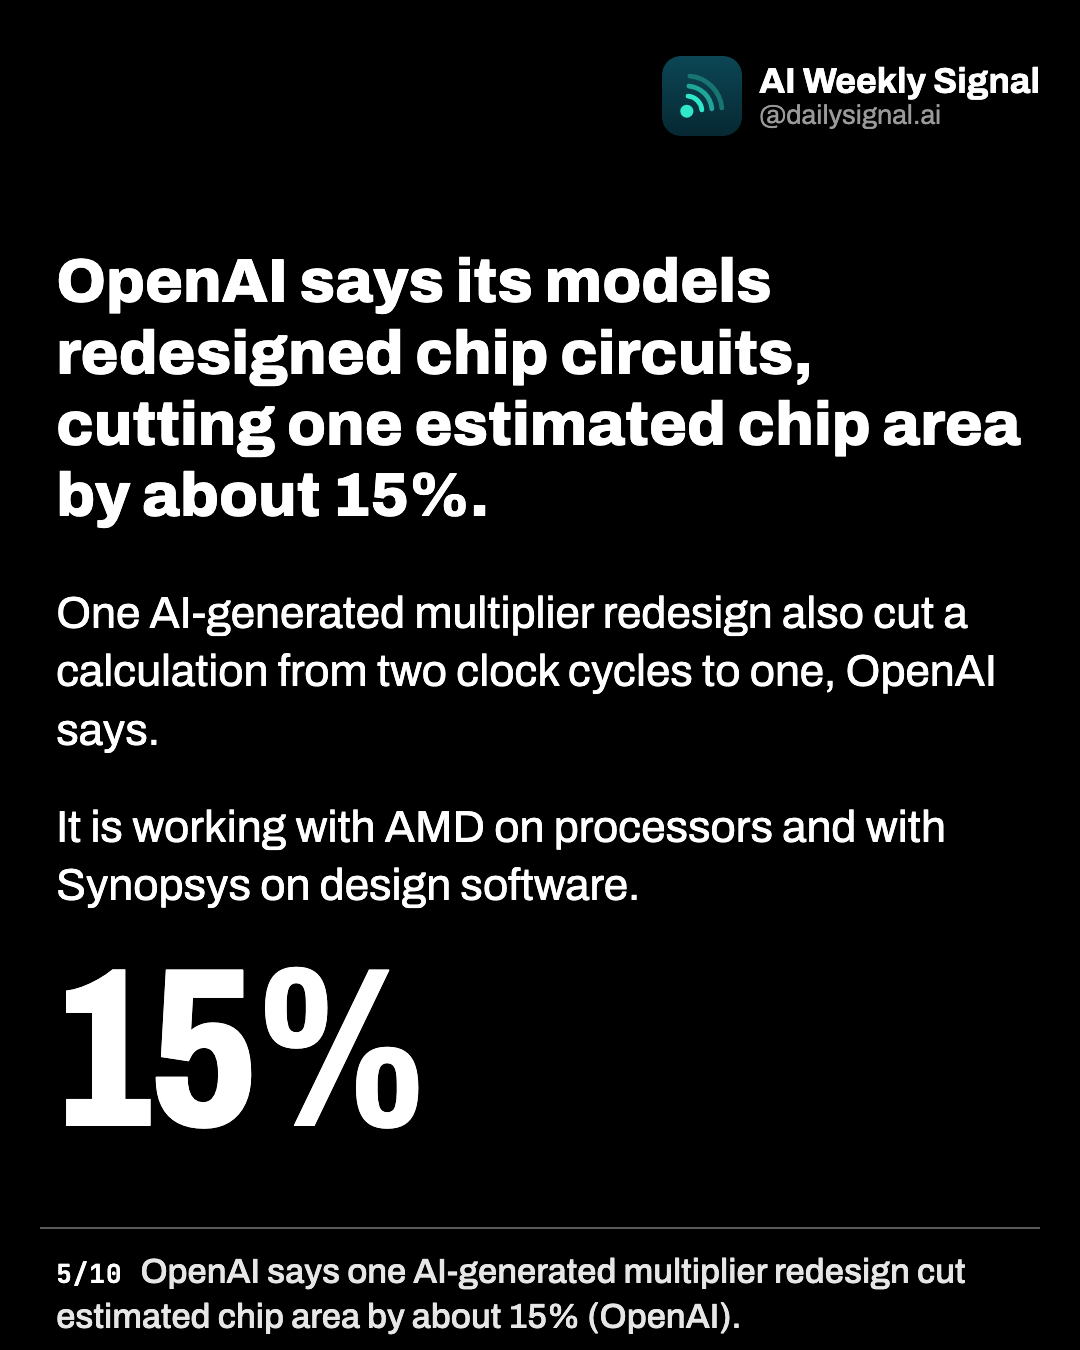 AI Weekly Signal
@dailysignal.ai
OpenAI says its models
redesigned chip circuits,
cutting one estimated chip area
by about 15%.
One AI-generated multiplier redesign also cut a
calculation from two clock cycles to one, OpenAI
says.
It is working with AMD on processors and with
Synopsys on design software.
15%
5/10 OpenAI says one AI-generated multiplier redesign cut
estimated chip area by about 15% (OpenAI).